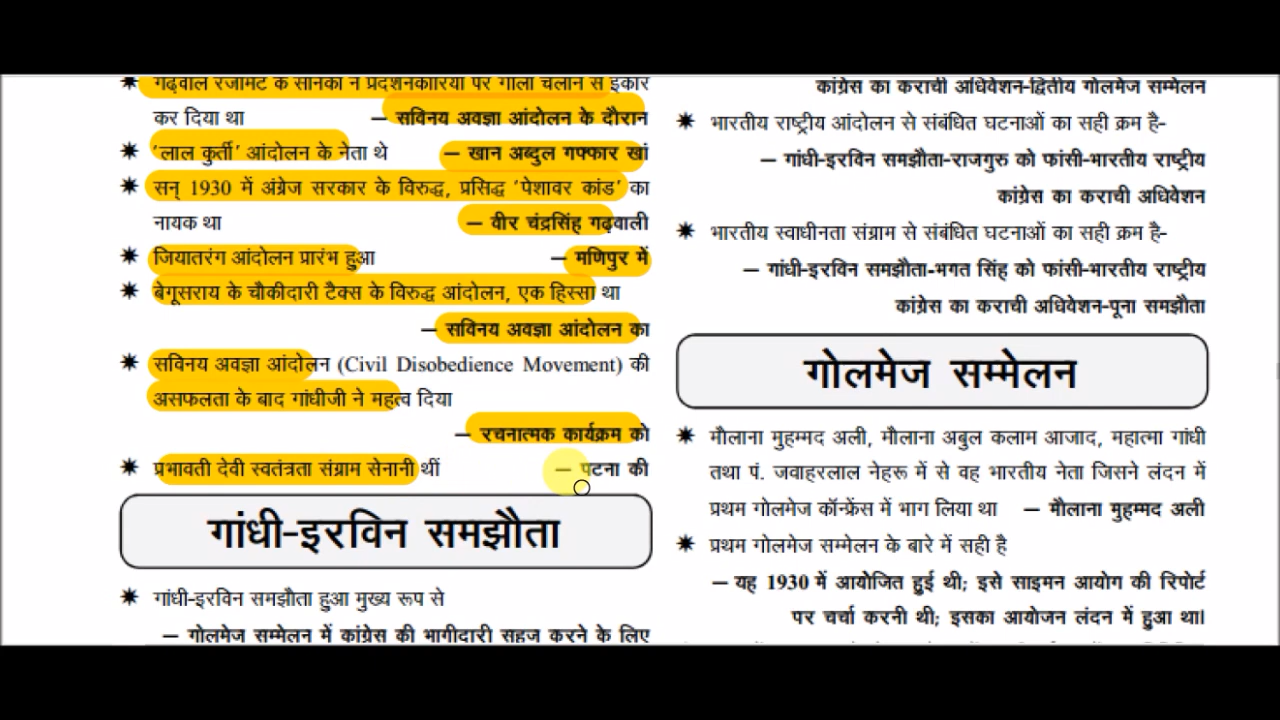 गढ़वाल रेजीमेंट के सैनिकों ने प्रदर्शनकारियों पर गोली चलाने से इंकार
कर दिया था — सविनय अवज्ञा आंदोलन के दौरान
✷ 'लाल कुर्ती' आंदोलन के नेता थे — खान अब्दुल गफ्फार खां
✷ सन् 1930 में अंग्रेज सरकार के विरुद्ध, प्रसिद्ध 'पेशावर कांड' का
नायक था — वीर चंद्रसिंह गढ़वाली
✷ जियातरंग आंदोलन प्रारंभ हुआ — मणिपुर में
✷ बेगूसराय के चौकीदारी टैक्स के विरुद्ध आंदोलन, एक हिस्सा था
— सविनय अवज्ञा आंदोलन का
✷ सविनय अवज्ञा आंदोलन (Civil Disobedience Movement) की
असफलता के बाद गांधीजी ने महत्व दिया
— रचनात्मक कार्यक्रम को
✷ प्रभावती देवी स्वतंत्रता संग्राम सेनानी थीं — पटना की
गांधी-इरविन समझौता
✷ गांधी-इरविन समझौता हुआ मुख्य रूप से
— गोलमेज सम्मेलन में कांग्रेस की भागीदारी सहज करने के लिए
कांग्रेस का कराची अधिवेशन-द्वितीय गोलमेज सम्मेलन
✷ भारतीय राष्ट्रीय आंदोलन से संबंधित घटनाओं का सही क्रम है-
— गांधी-इरविन समझौता-राजगुरु को फांसी-भारतीय राष्ट्रीय
कांग्रेस का कराची अधिवेशन
✷ भारतीय स्वाधीनता संग्राम से संबंधित घटनाओं का सही क्रम है-
— गांधी-इरविन समझौता-भगत सिंह को फांसी-भारतीय राष्ट्रीय
कांग्रेस का कराची अधिवेशन-पूना समझौता
गोलमेज सम्मेलन
✷ मौलाना मुहम्मद अली, मौलाना अबुल कलाम आजाद, महात्मा गांधी
तथा पं. जवाहरलाल नेहरू में से वह भारतीय नेता जिसने लंदन में
प्रथम गोलमेज कॉन्फ्रेंस में भाग लिया था — मौलाना मुहम्मद अली
✷ प्रथम गोलमेज सम्मेलन के बारे में सही है
— यह 1930 में आयोजित हुई थी; इसे साइमन आयोग की रिपोर्ट
पर चर्चा करनी थी; इसका आयोजन लंदन में हुआ था।